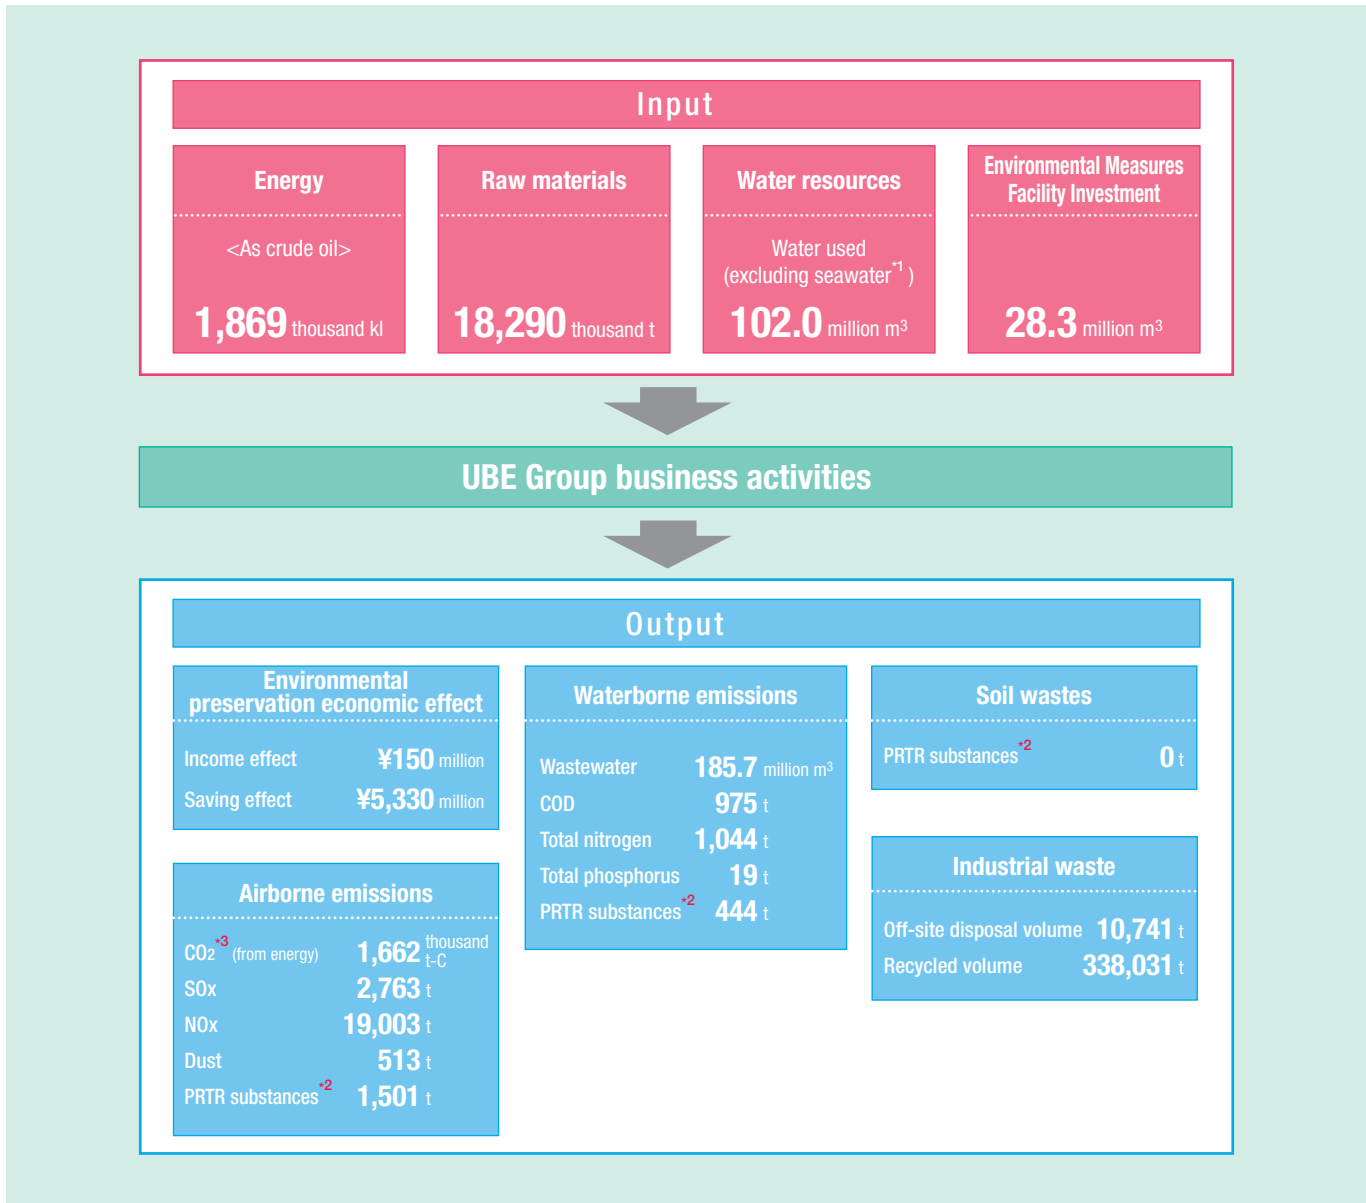 Input
Energy
<As crude oil>
1,869 thousand kl
Raw materials
18,290 thousand t
Water resources
Water used
(excluding seawater*1)
102.0 million m3
Environmental Measures
Facility Investment
28.3 million m3
UBE Group business activities
Output
Environmental
preservation economic effect
Income effect ¥150 million
Saving effect ¥5,330 million
Airborne emissions
CO2*3 (from energy) 1,662 thousand t-C
SOx 2,763 t
NOx 19,003 t
Dust 513 t
PRTR substances*2 1,501 t
Waterborne emissions
Wastewater 185.7 million m3
COD 975 t
Total nitrogen 1,044 t
Total phosphorus 19 t
PRTR substances*2 444 t
Soil wastes
PRTR substances*2 0 t
Industrial waste
Off-site disposal volume 10,741 t
Recycled volume 338,031 t